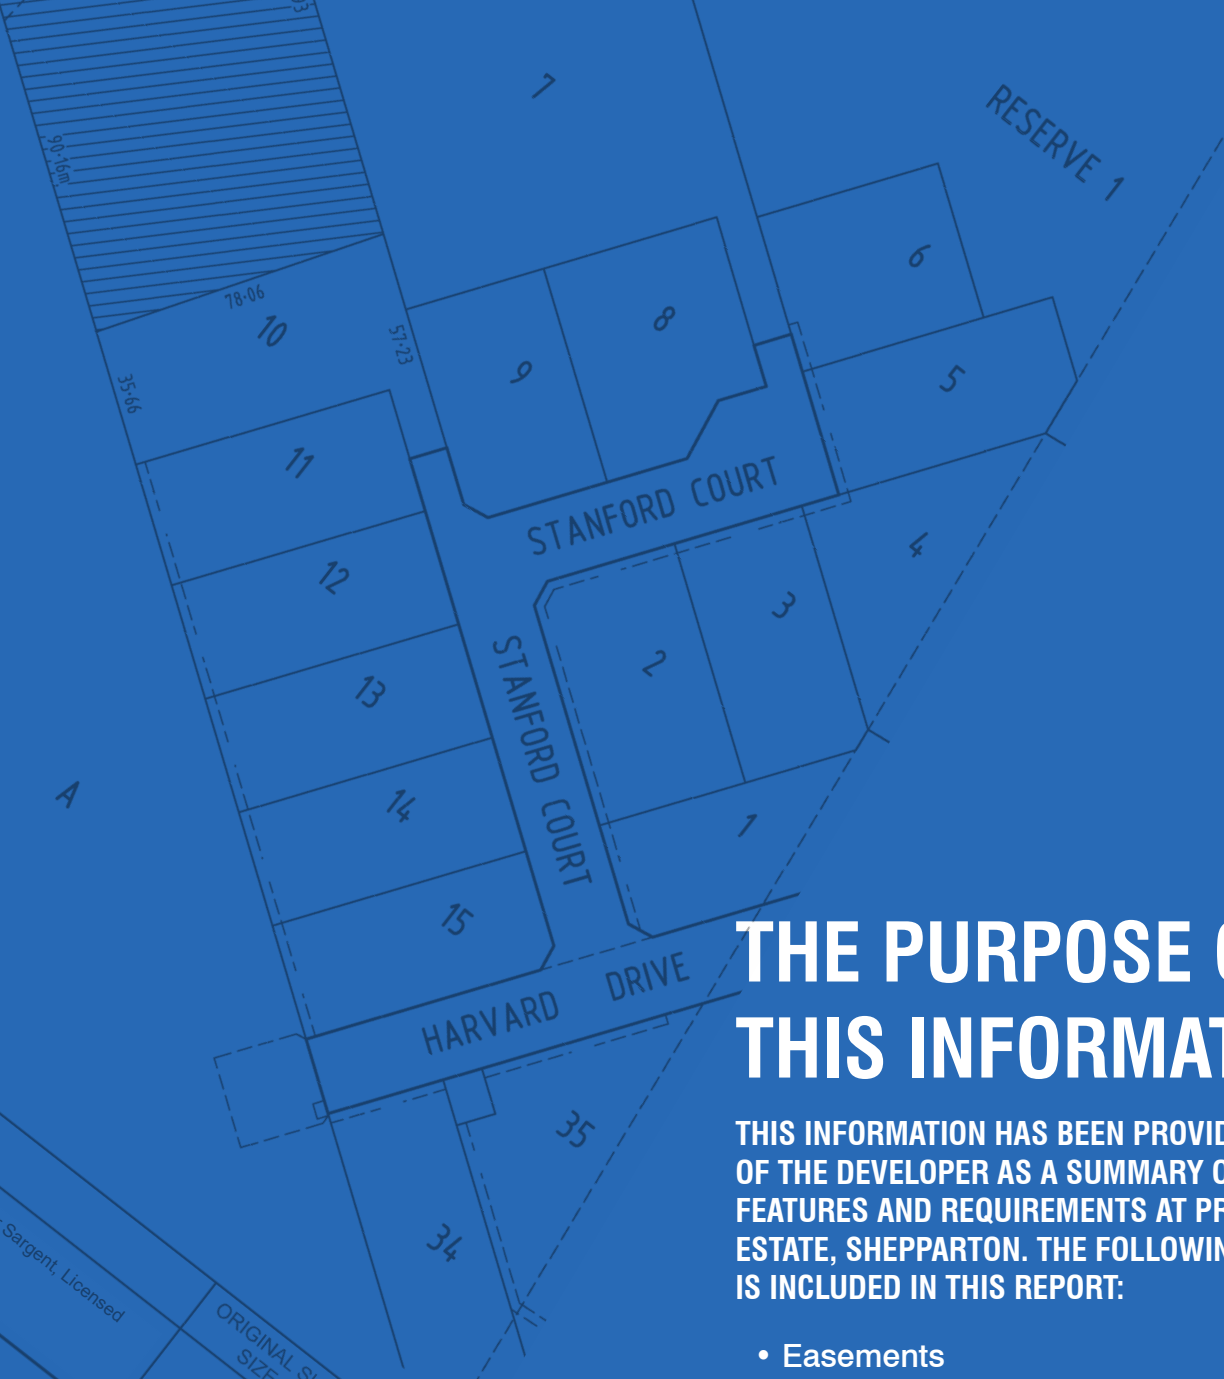 90·16m
7
RESERVE 1
6
78·06
10
57·23
8
9
5
35·66
11
STANFORD COURT
4
12
3
2
STANFORD COURT
13
A
14
1
15
HARVARD DRIVE
35
34
Sargent, Licensed
ORIGINAL
SIZE
THE PURPOSE
THIS INFORMAT
THIS INFORMATION HAS BEEN PROVID
OF THE DEVELOPER AS A SUMMARY
FEATURES AND REQUIREMENTS AT PR
ESTATE, SHEPPARTON. THE FOLLOWIN
IS INCLUDED IN THIS REPORT:
• Easements